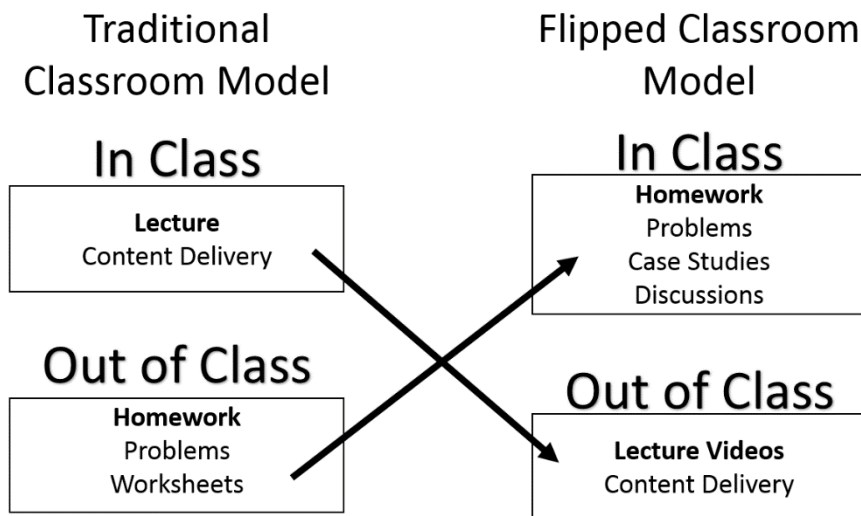 Traditional
Classroom Model
In Class
Lecture
Content Delivery
Out of Class
Homework
Problems
Worksheets
Flipped Classroom
Model
In Class
Homework
Problems
Case Studies
Discussions
Out of Class
Lecture Videos
Content Delivery